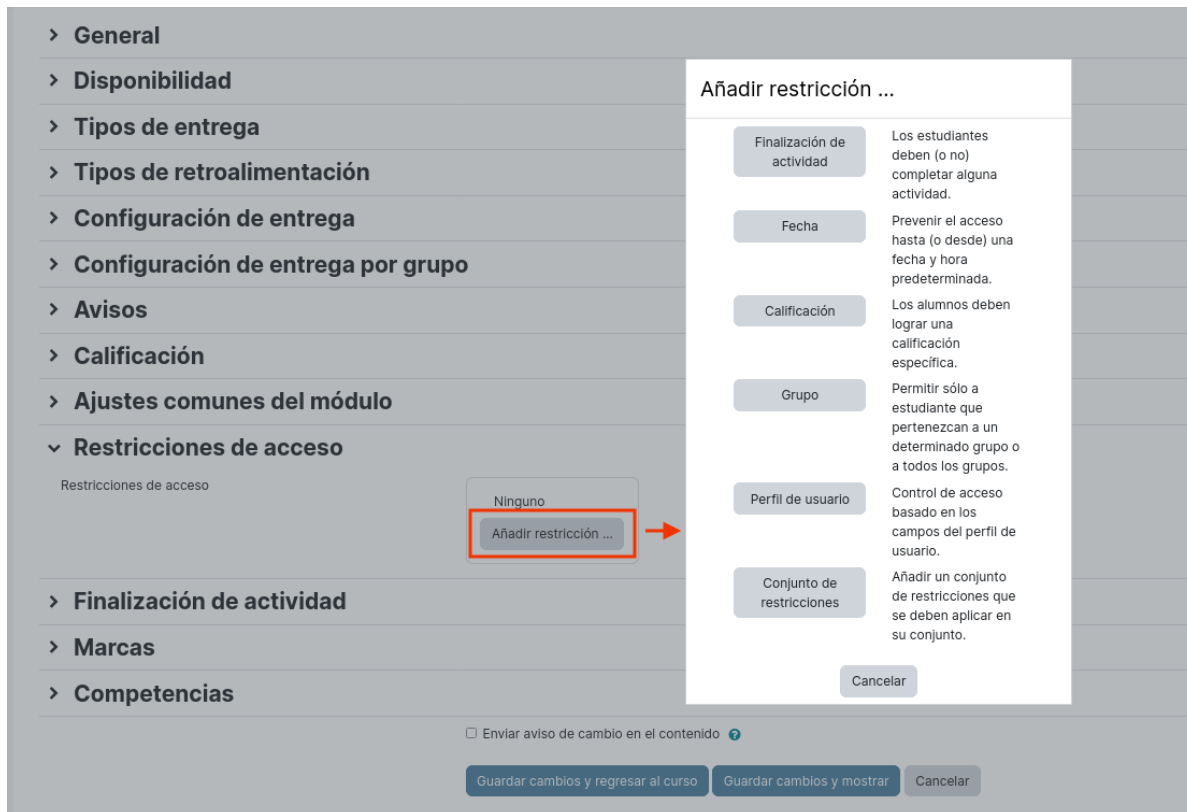 General
Disponibilidad
Tipos de entrega
Tipos de retroalimentación
Configuración de entrega
Configuración de entrega por grupo
Avisos
Calificación
Ajustes comunes del módulo
Restricciones de acceso
Restricciones de acceso
Ninguno
Añadir restricción ...
Finalización de actividad
Marcas
Competencias
Enviar aviso de cambio en el contenido
Guardar cambios y regresar al curso
Guardar cambios y mostrar
Cancelar
Añadir restricción ...
Finalización de
actividad
Los estudiantes
deben (o no)
completar alguna
actividad.
Fecha
Prevenir el acceso
hasta (o desde) una
fecha y hora
predeterminada.
Calificación
Los alumnos deben
lograr una
calificación
específica.
Grupo
Permitir sólo a
estudiante que
pertenezcan a un
determinado grupo o
a todos los grupos.
Perfil de usuario
Control de acceso
basado en los
campos del perfil de
usuario.
Conjunto de
restricciones
Añadir un conjunto
de restricciones que
se deben aplicar en
su conjunto.
Cancelar